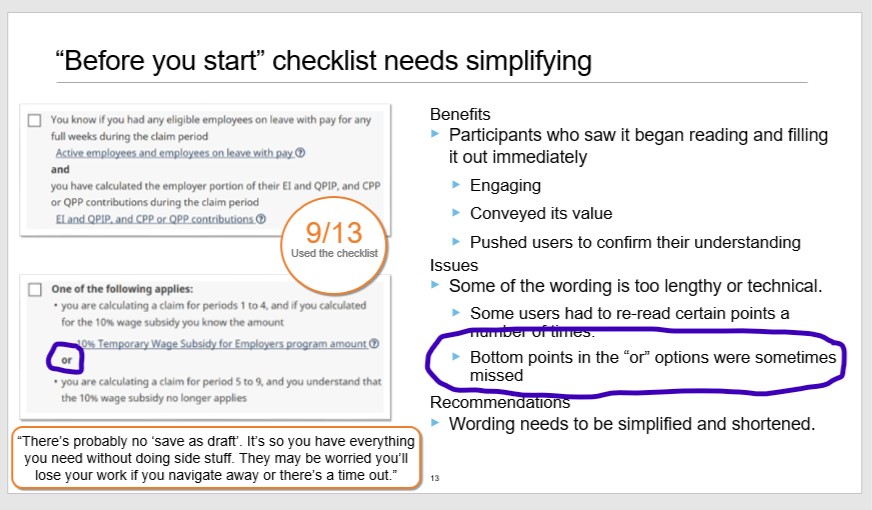 “Before you start” checklist needs simplifying
You know if you had any eligible employees on leave with pay for any
full weeks during the claim period
Active employees and employees on leave with pay
and
you have calculated the employer portion of their EI and QPIP, and CPP
or QPP contributions during the claim period
EI and QPIP, and CPP or QPP contributions
9/13
Used the checklist
One of the following applies:
• you are calculating a claim for periods 1 to 4, and if you calculated
for the 10% wage subsidy you know the amount
10% Temporary Wage Subsidy for Employers program amount
or
• you are calculating a claim for period 5 to 9, and you understand that
the 10% wage subsidy no longer applies
“There’s probably no ‘save as draft’. It’s so you have everything
you need without doing side stuff. They may be worried you’ll
lose your work if you navigate away or there’s a time out.”
Benefits
Participants who saw it began reading and filling
it out immediately
Engaging
Conveyed its value
Pushed users to confirm their understanding
Issues
Some of the wording is too lengthy or technical.
Some users had to re-read certain points a
number of times.
Bottom points in the “or” options were sometimes
missed
Recommendations
Wording needs to be simplified and shortened.
13